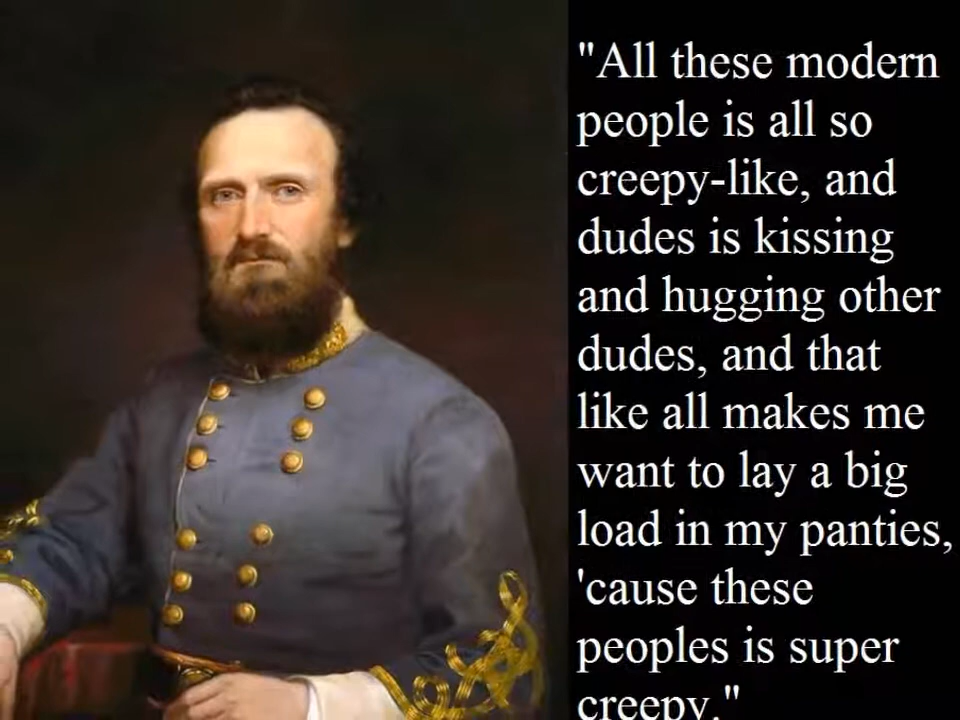 "All these modern
people is all so
creepy-like, and
dudes is kissing
and hugging other
dudes, and that
like all makes me
want to lay a big
load in my panties,
'cause these
peoples is super
creepy."